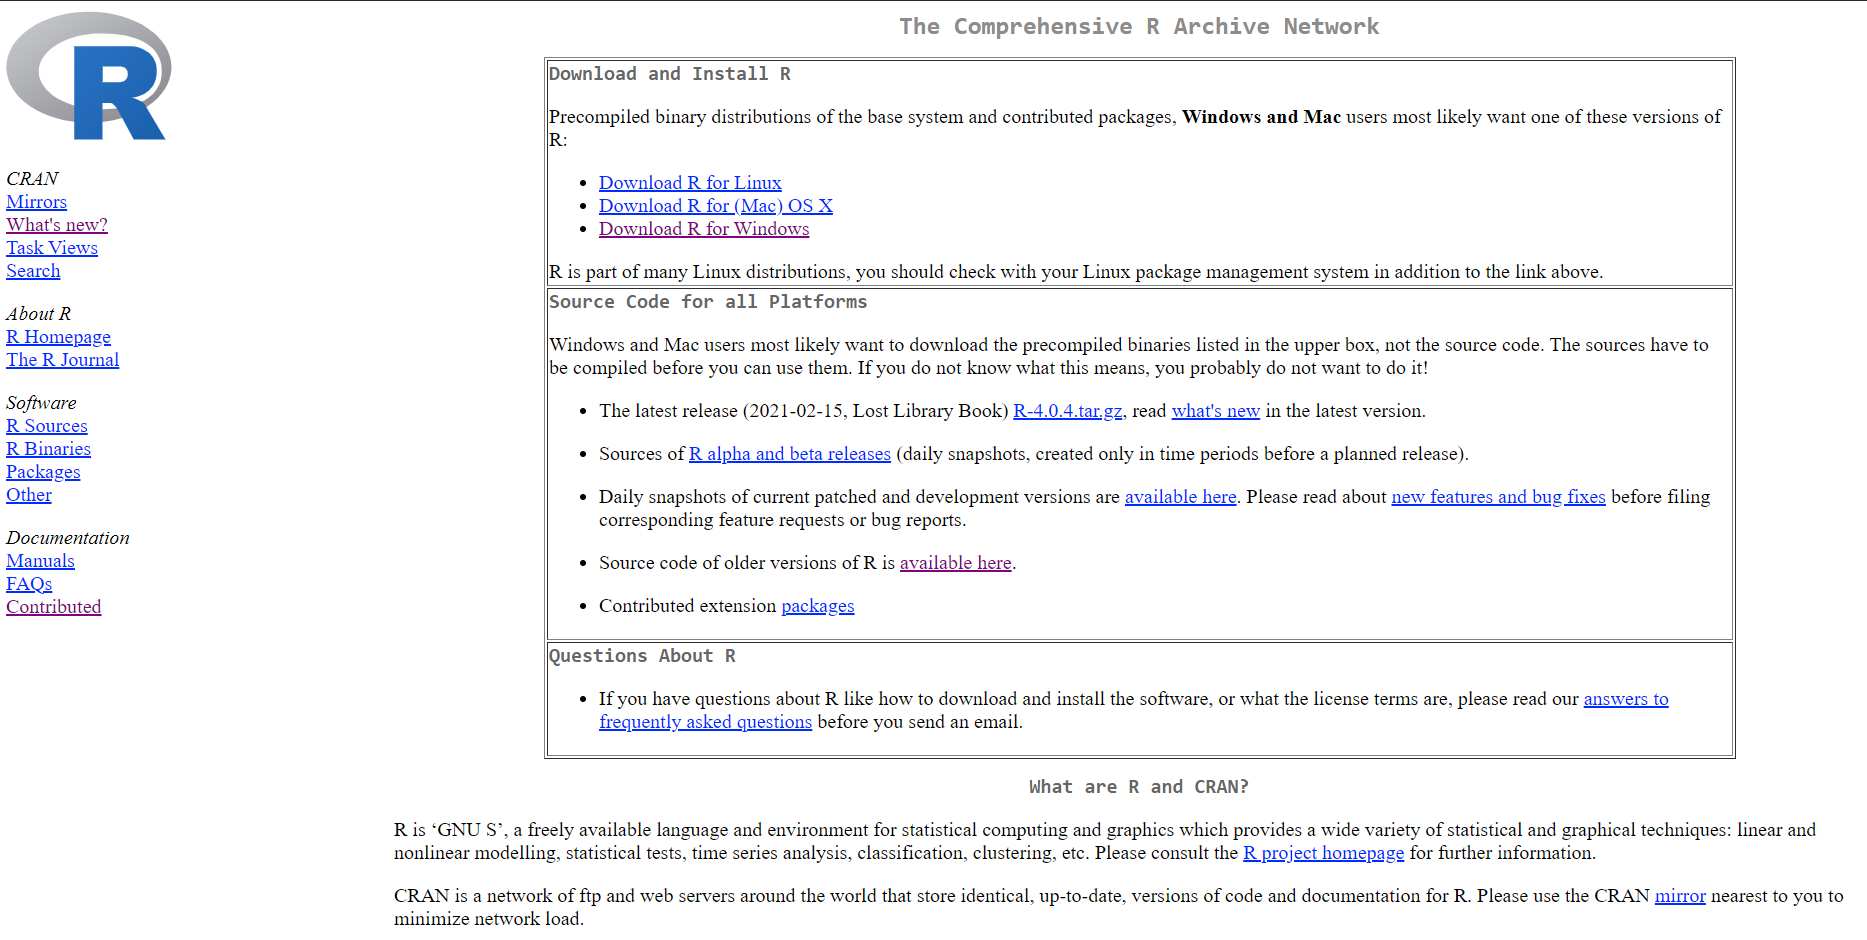 R
CRAN
Mirrors
What's new?
Task Views
Search
About R
R Homepage
The R Journal
Software
R Sources
R Binaries
Packages
Other
Documentation
Manuals
FAQs
Contributed
The Comprehensive R Archive Network
Download and Install R
Precompiled binary distributions of the base system and contributed packages, Windows and Mac users most likely want one of these versions of
R:
Download R for Linux
Download R for (Mac) OS X
Download R for Windows
R is part of many Linux distributions, you should check with your Linux package management system in addition to the link above.
Source Code for all Platforms
Windows and Mac users most likely want to download the precompiled binaries listed in the upper box, not the source code. The sources have to
be compiled before you can use them. If you do not know what this means, you probably do not want to do it!
The latest release (2021-02-15, Lost Library Book) R-4.0.4.tar.gz, read what's new in the latest version.
Sources of R alpha and beta releases (daily snapshots, created only in time periods before a planned release).
Daily snapshots of current patched and development versions are available here. Please read about new features and bug fixes before filing
corresponding feature requests or bug reports.
Source code of older versions of R is available here.
Contributed extension packages
Questions About R
If you have questions about R like how to download and install the software, or what the license terms are, please read our answers to
frequently asked questions before you send an email.
What are R and CRAN?
R is ‘GNU S’, a freely available language and environment for statistical computing and graphics which provides a wide variety of statistical and graphical techniques: linear and
nonlinear modelling, statistical tests, time series analysis, classification, clustering, etc. Please consult the R project homepage for further information.
CRAN is a network of ftp and web servers around the world that store identical, up-to-date, versions of code and documentation for R. Please use the CRAN mirror nearest to you to
minimize network load.